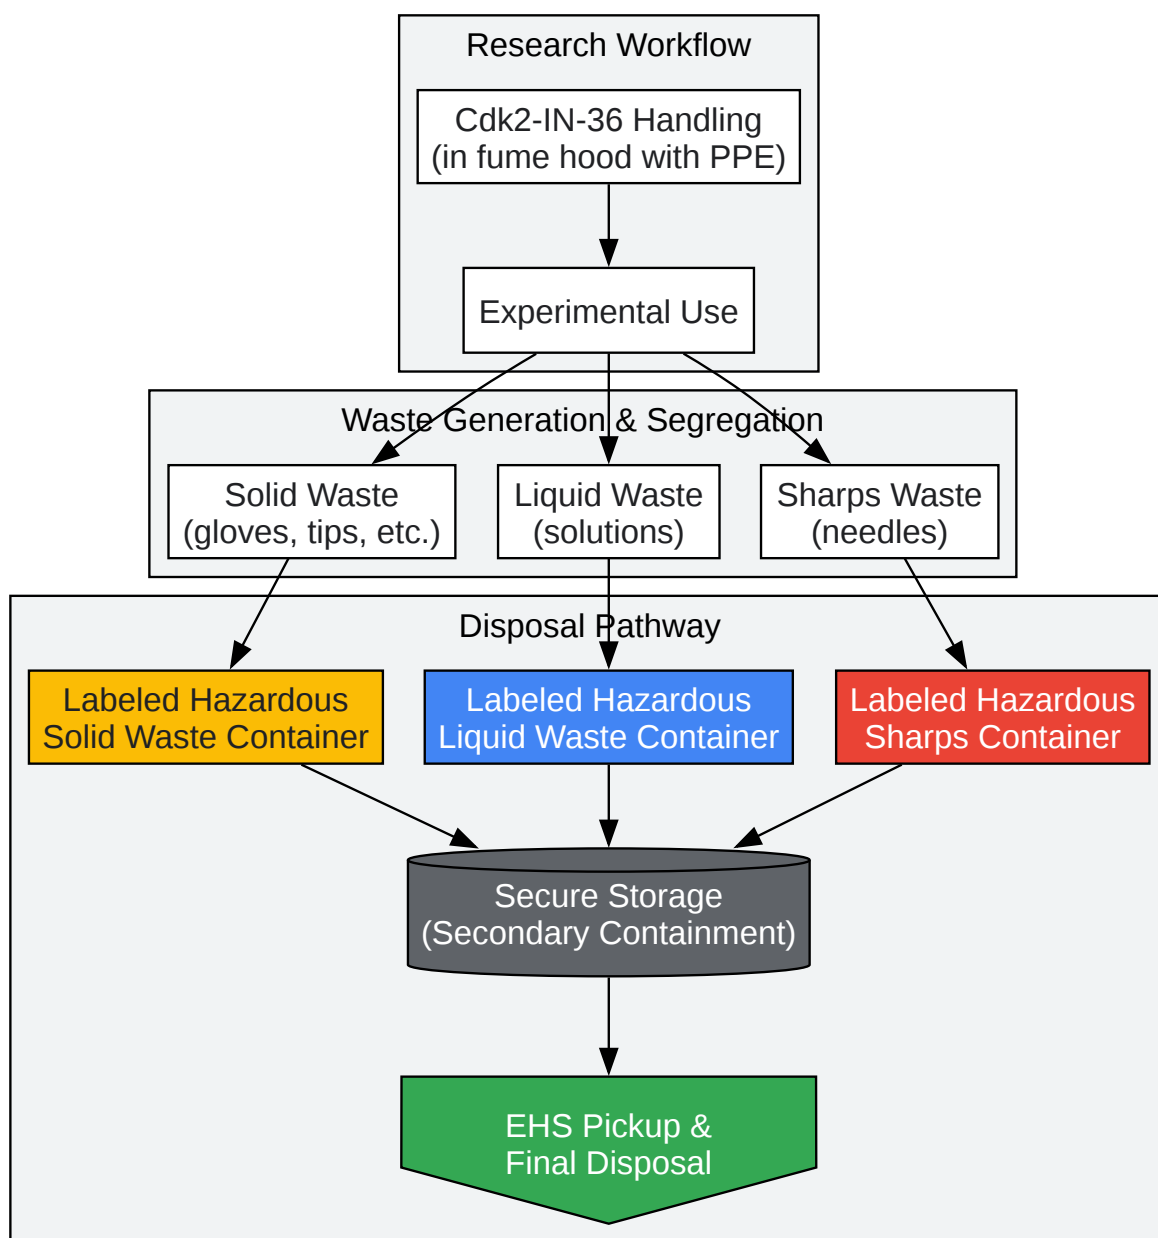 Research Workflow
Cdk2-IN-36 Handling
(in fume hood with PPE)
Experimental Use
Waste Generation & Segregation
Solid Waste
(gloves, tips, etc.)
Liquid Waste
(solutions)
Sharps Waste
(needles)
Disposal Pathway
Labeled Hazardous
Solid Waste Container
Labeled Hazardous
Liquid Waste Container
Labeled Hazardous
Sharps Container
Secure Storage
(Secondary Containment)
EHS Pickup &
Final Disposal